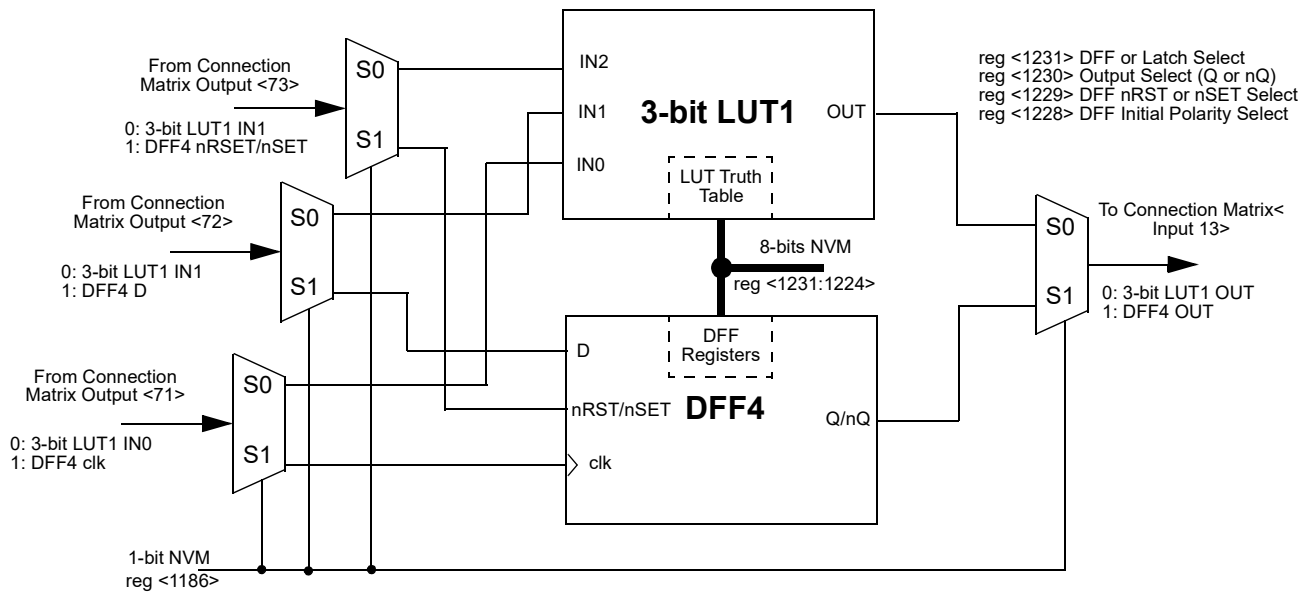 From Connection
Matrix Output <73>
0: 3-bit LUT1 IN1
1: DFF4 nRSET/nSET
S0
S1
From Connection
Matrix Output <72>
0: 3-bit LUT1 IN1
1: DFF4 D
S0
S1
From Connection
Matrix Output <71>
0: 3-bit LUT1 IN0
1: DFF4 clk
S0
S1
1-bit NVM
reg <1186>
IN2
IN1
IN0
3-bit LUT1
OUT
LUT Truth
Table
8-bits NVM
reg <1231:1224>
DFF
Registers
D
nRST/nSET
DFF4
Q/nQ
clk
reg <1231> DFF or Latch Select
reg <1230> Output Select (Q or nQ)
reg <1229> DFF nRST or nSET Select
reg <1228> DFF Initial Polarity Select
S0
S1
To Connection Matrix<
Input 13>
0: 3-bit LUT1 OUT
1: DFF4 OUT